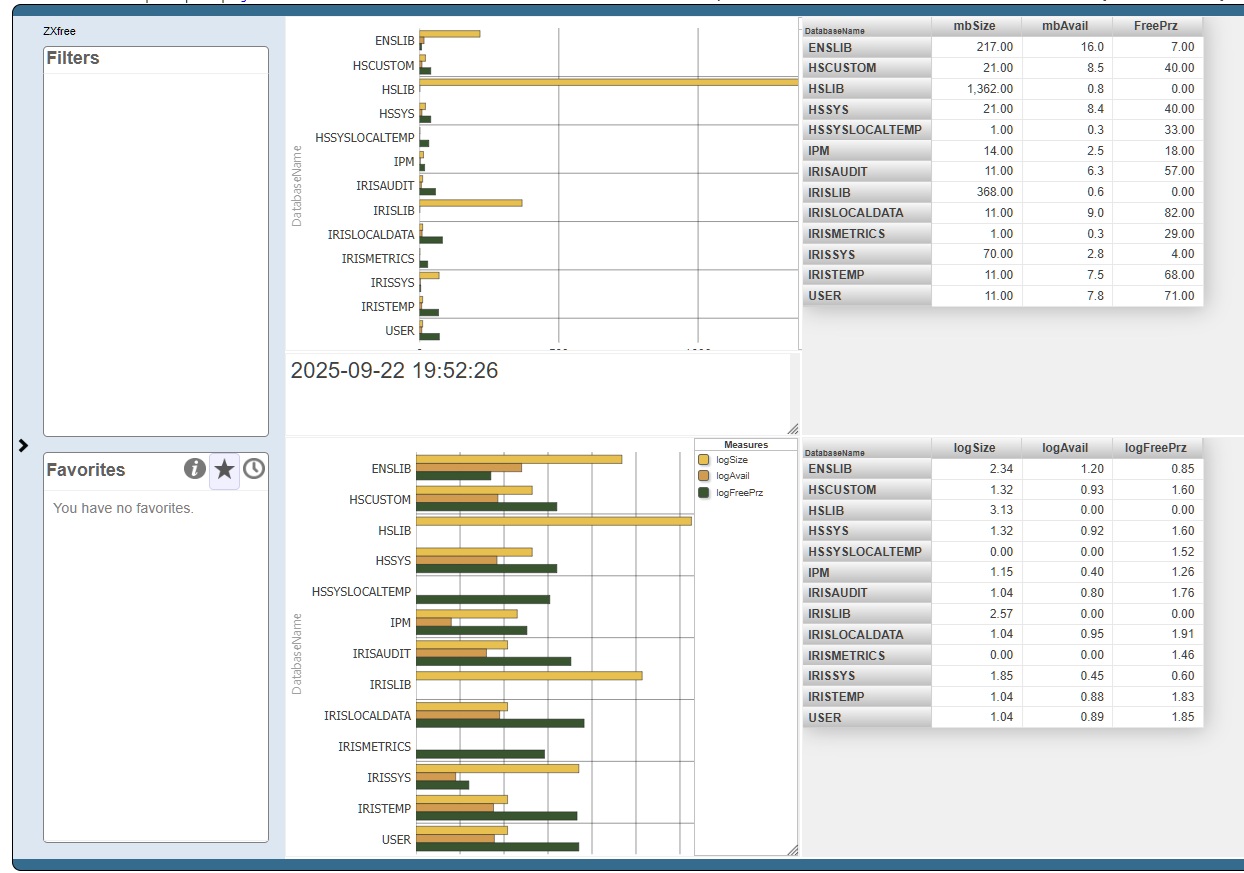 ZXfree
Filters
ENSLIB
HSCUSTOM
HSLIB
HSSYS
HSSYSLOCALTEMP
IPM
IRISAUDIT
IRISLIB
IRISLOCALDATA
IRISMETRICS
IRISSYS
IRISTEMP
USER
DatabaseName
DatabaseName mbSize mbAvail FreePrz
ENSLIB 217.00 16.0 7.00
HSCUSTOM 21.00 8.5 40.00
HSLIB 1,362.00 0.8 0.00
HSSYS 21.00 8.4 40.00
HSSYSLOCALTEMP 1.00 0.3 33.00
IPM 14.00 2.5 18.00
IRISAUDIT 11.00 6.3 57.00
IRISLIB 368.00 0.6 0.00
IRISLOCALDATA 11.00 9.0 82.00
IRISMETRICS 1.00 0.3 29.00
IRISSYS 70.00 2.8 4.00
IRISTEMP 11.00 7.5 68.00
USER 11.00 7.8 71.00
2025-09-22 19:52:26
Favorites
You have no favorites.
ENSLIB
HSCUSTOM
HSLIB
HSSYS
HSSYSLOCALTEMP
IPM
IRISAUDIT
IRISLIB
IRISLOCALDATA
IRISMETRICS
IRISSYS
IRISTEMP
USER
DatabaseName
Measures
logSize
logAvail
logFreePrz
DatabaseName logSize logAvail logFreePrz
ENSLIB 2.34 1.20 0.85
HSCUSTOM 1.32 0.93 1.60
HSLIB 3.13 0.00 0.00
HSSYS 1.32 0.92 1.60
HSSYSLOCALTEMP 0.00 0.00 1.52
IPM 1.15 0.40 1.26
IRISAUDIT 1.04 0.80 1.76
IRISLIB 2.57 0.00 0.00
IRISLOCALDATA 1.04 0.95 1.91
IRISMETRICS 0.00 0.00 1.46
IRISSYS 1.85 0.45 0.60
IRISTEMP 1.04 0.88 1.83
USER 1.04 0.89 1.85